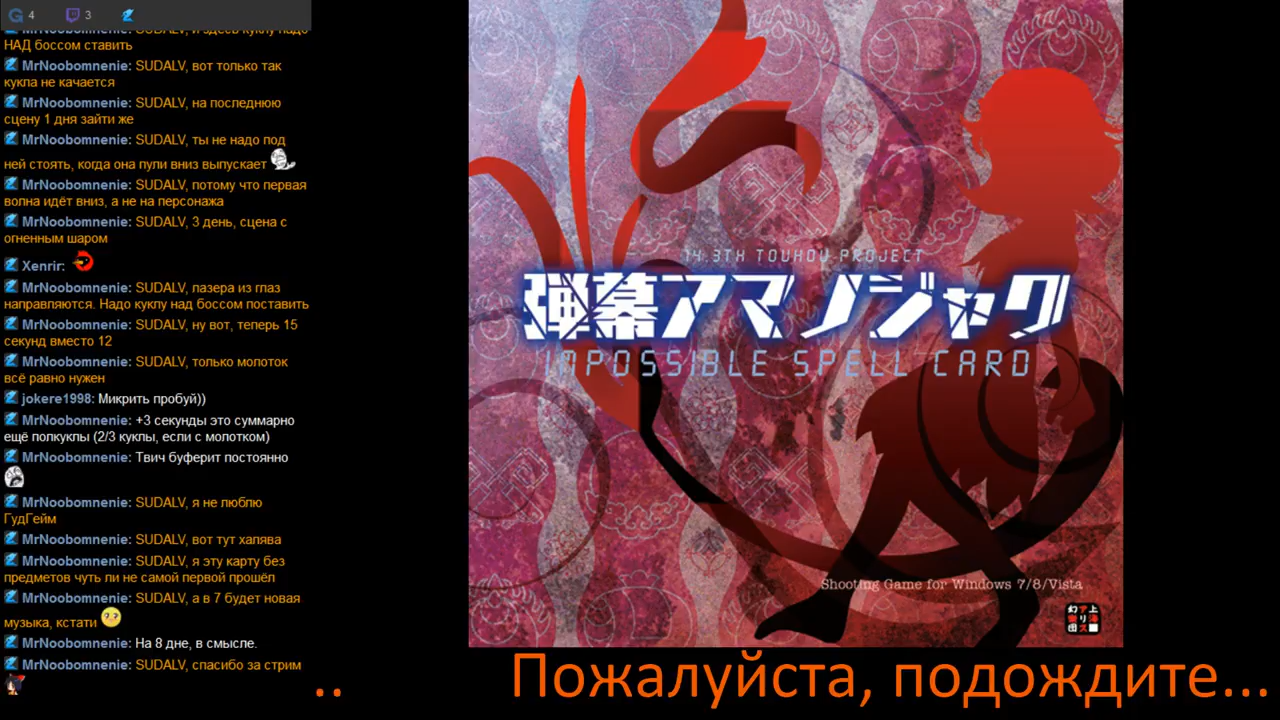 4 3
MrNoobomnenie: SUDALV, и здесь куклу надо
НАД боссом ставить
MrNoobomnenie: SUDALV, вот только так
кукла не качается
MrNoobomnenie: SUDALV, на последнюю
сцену 1 дня зайти же
MrNoobomnenie: SUDALV, ты не надо под
ней стоять, когда она пули вниз выпускает
MrNoobomnenie: SUDALV, потому что первая
волна идёт вниз, а не на персонажа
MrNoobomnenie: SUDALV, 3 день, сцена с
огненным шаром
Xenrir:
MrNoobomnenie: SUDALV, лазера из глаз
направляются. Надо куклу над боссом поставить
MrNoobomnenie: SUDALV, ну вот, теперь 15
секунд вместо 12
MrNoobomnenie: SUDALV, только молоток
всё равно нужен
jokere1998: Микрить пробуй))
MrNoobomnenie: +3 секунды это суммарно
ещё полкуклы (2/3 куклы, если с молотком)
MrNoobomnenie: Твич буферит постоянно
MrNoobomnenie: SUDALV, я не люблю
ГудГейм
MrNoobomnenie: SUDALV, вот тут халява
MrNoobomnenie: SUDALV, я эту карту без
предметов чуть ли не самой первой прошёл
MrNoobomnenie: SUDALV, а в 7 будет новая
музыка, кстати
MrNoobomnenie: На 8 дне, в смысле.
MrNoobomnenie: SUDALV, спасибо за стрим
14.3TH TOUHOU PROJECT
弾幕アマノジャク
IMPOSSIBLE SPELL CARD
Shooting Game for Windows 7/8/Vista
上海アリス幻樂団
.. Пожалуйста, подождите...